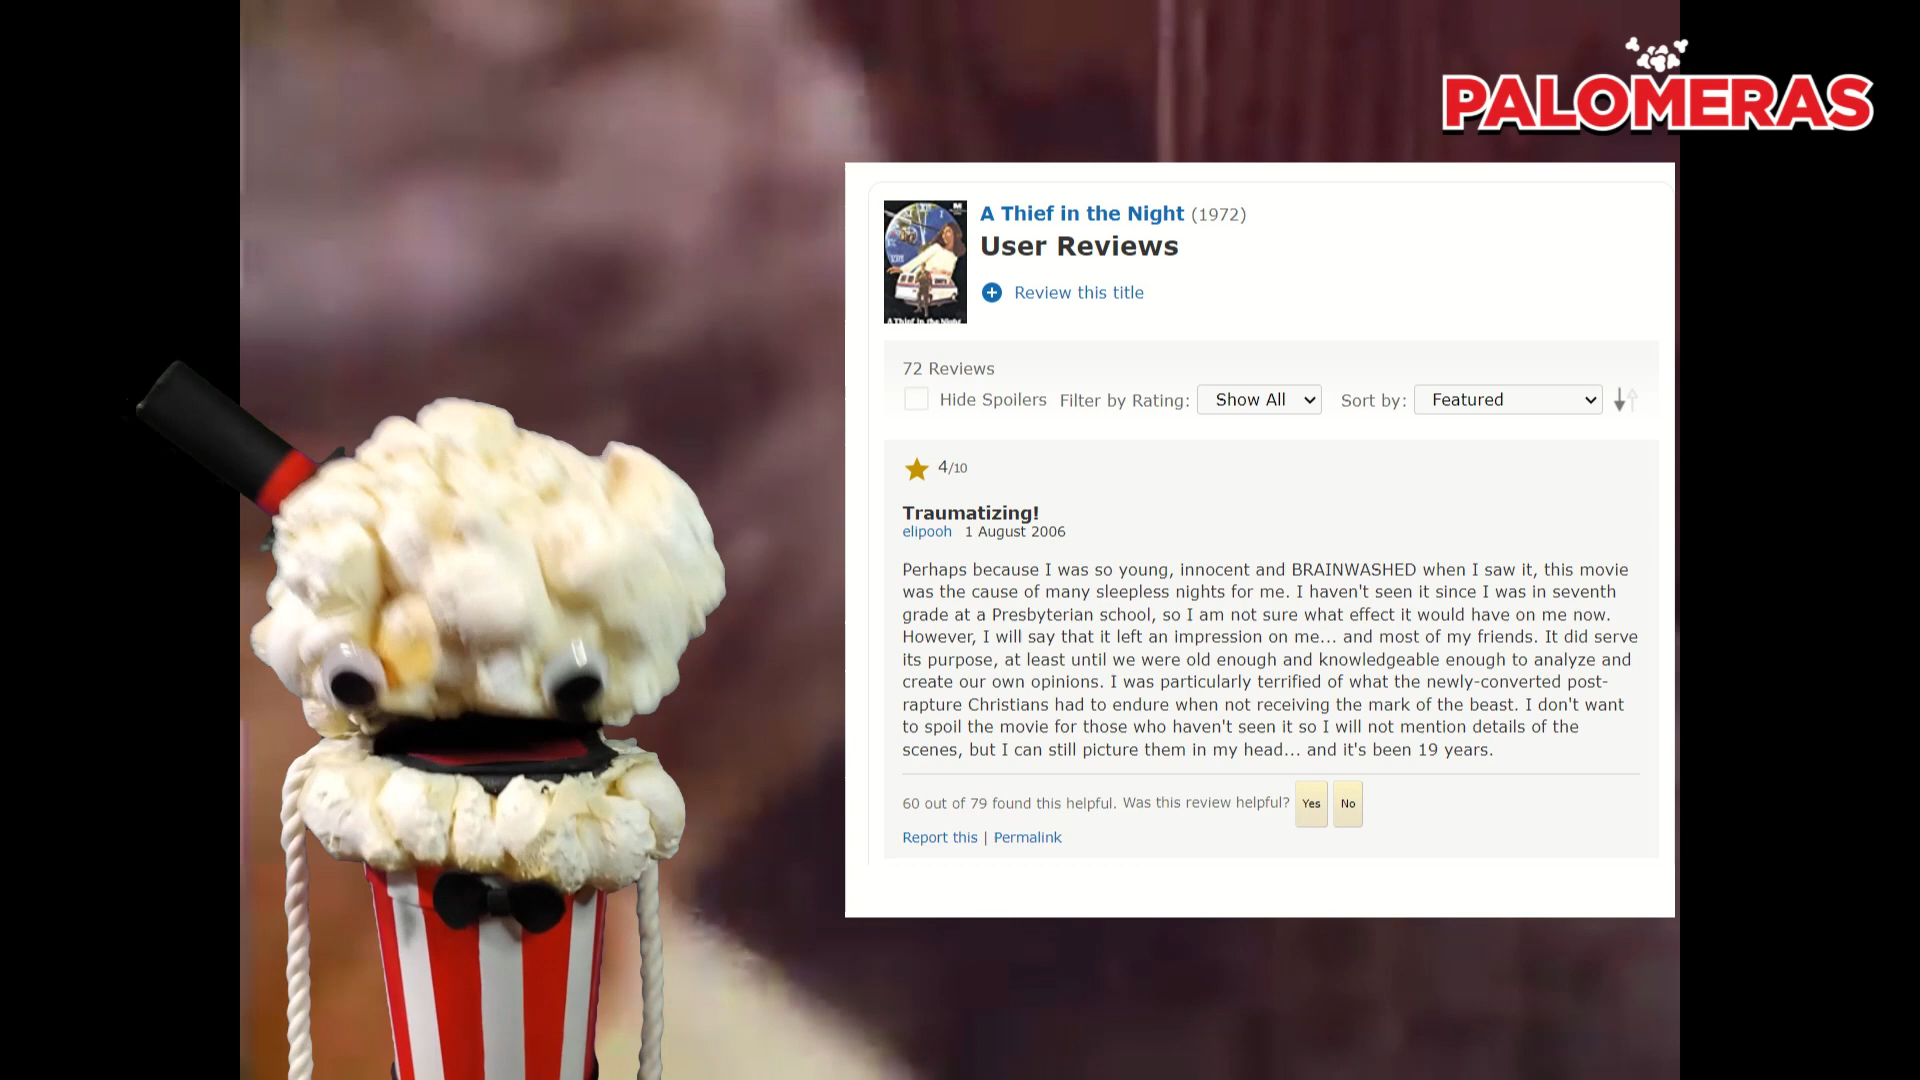 PALOMERAS
A Thief in the Night (1972)
User Reviews
Review this title
A Thief in the Night
72 Reviews
Hide Spoilers Filter by Rating: Show All Sort by: Featured
4/10
Traumatizing!
elipooh 1 August 2006
Perhaps because I was so young, innocent and BRAINWASHED when I saw it, this movie
was the cause of many sleepless nights for me. I haven't seen it since I was in seventh
grade at a Presbyterian school, so I am not sure what effect it would have on me now.
However, I will say that it left an impression on me... and most of my friends. It did serve
its purpose, at least until we were old enough and knowledgeable enough to analyze and
create our own opinions. I was particularly terrified of what the newly-converted post-
rapture Christians had to endure when not receiving the mark of the beast. I don't want
to spoil the movie for those who haven't seen it so I will not mention details of the
scenes, but I can still picture them in my head... and it's been 19 years.
60 out of 79 found this helpful. Was this review helpful? Yes No
Report this | Permalink